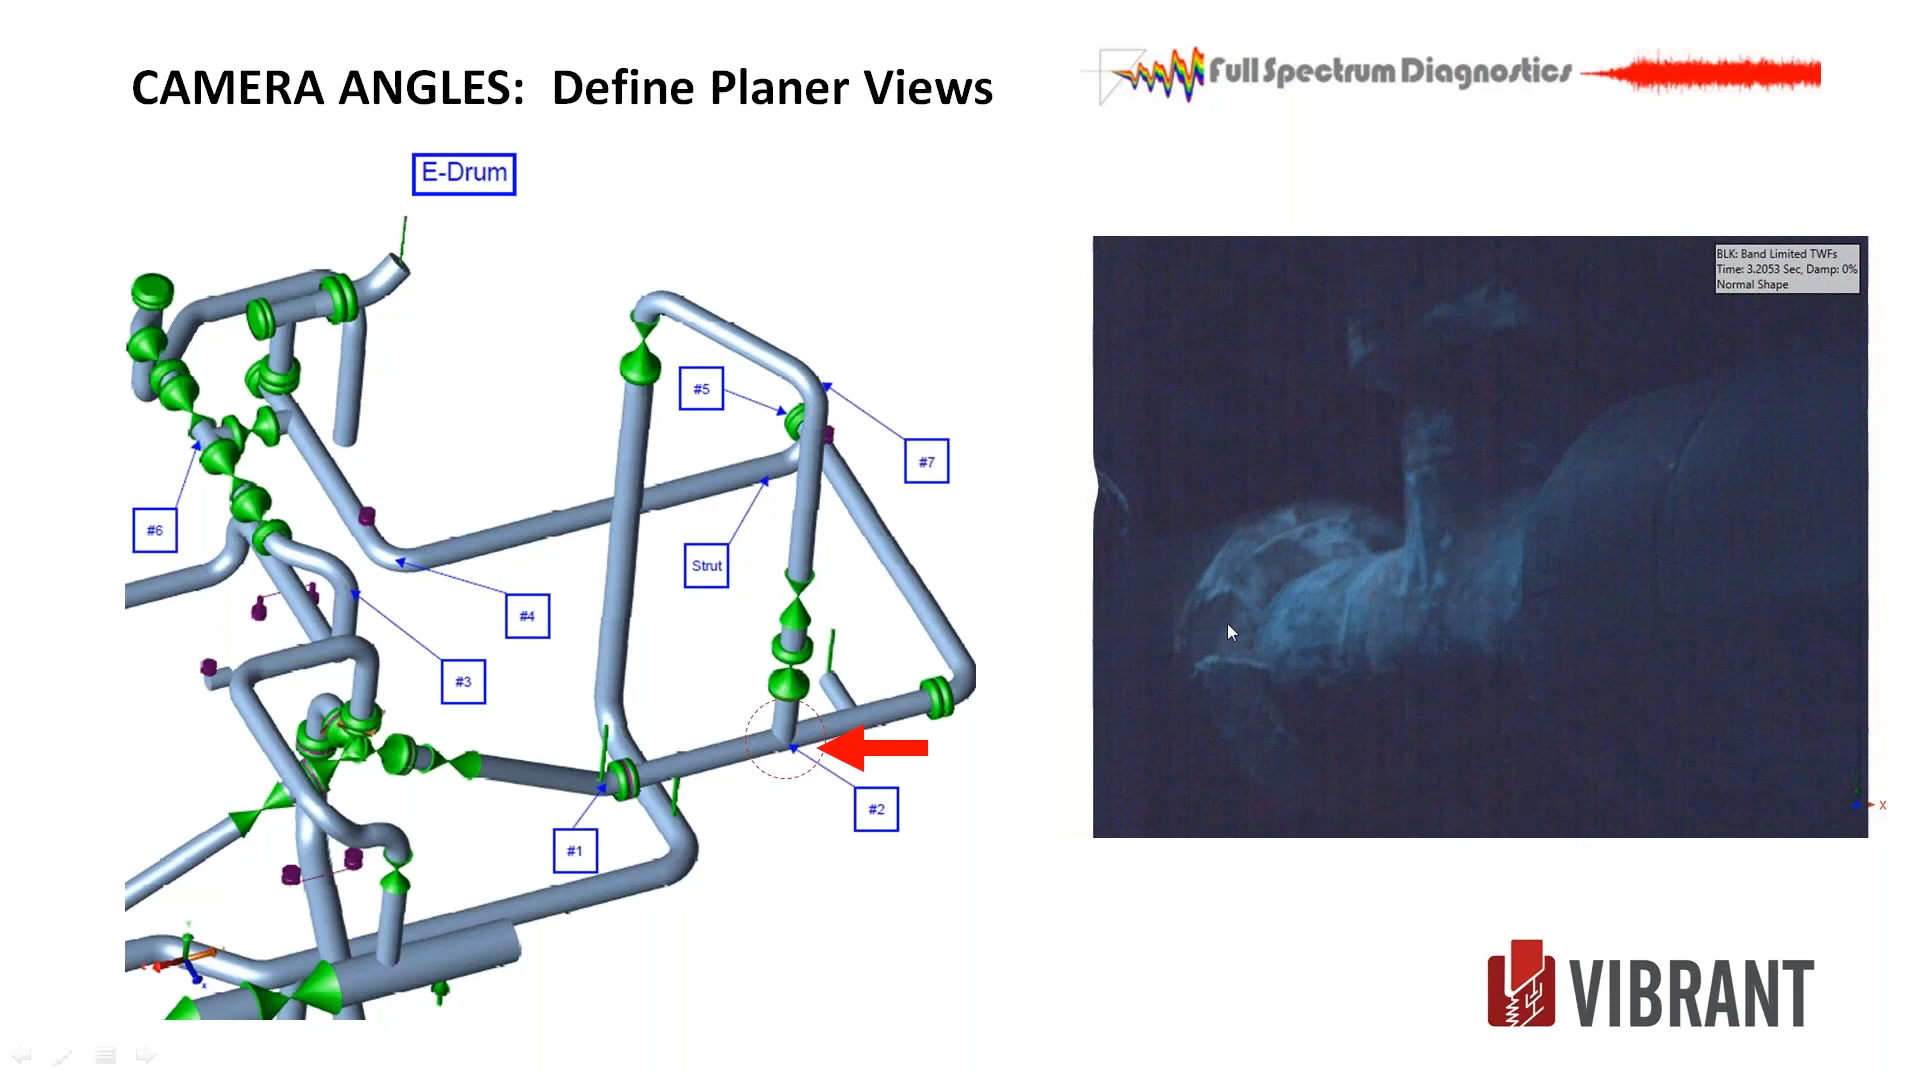 CAMERA ANGLES: Define Planer Views
Full Spectrum Diagnostics
E-Drum
BLK: Band Limited TWFs
Time: 3.2053 Sec, Damp: 0%
Normal Shape
#5
#7
#6
Strut
#4
#3
#2
#1
X
VIBRANT